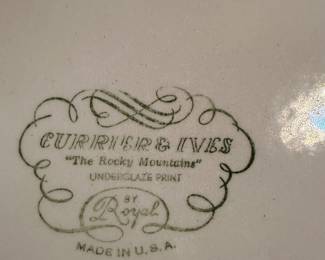 CURRIER & IVES
"The Rocky Mountains"
UNDERGLAZE PRINT
BY
Royal
MADE IN U.S.A.